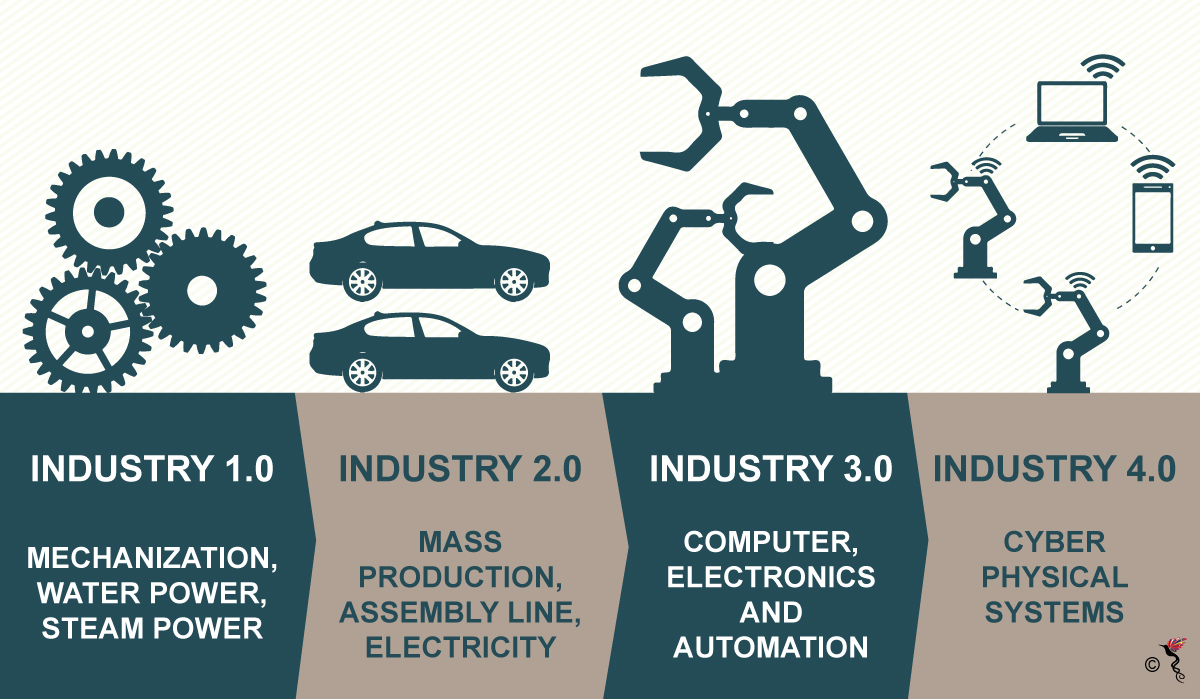 INDUSTRY 1.0
MECHANIZATION,
WATER POWER,
STEAM POWER
INDUSTRY 2.0
MASS
PRODUCTION,
ASSEMBLY LINE,
ELECTRICITY
INDUSTRY 3.0
COMPUTER,
ELECTRONICS
AND
AUTOMATION
INDUSTRY 4.0
CYBER
PHYSICAL
SYSTEMS
©